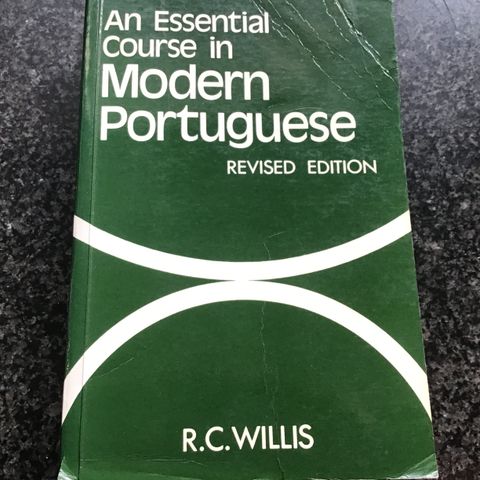 An Essential
Course in
Modern
Portuguese
REVISED EDITION
R.C.WILLIS